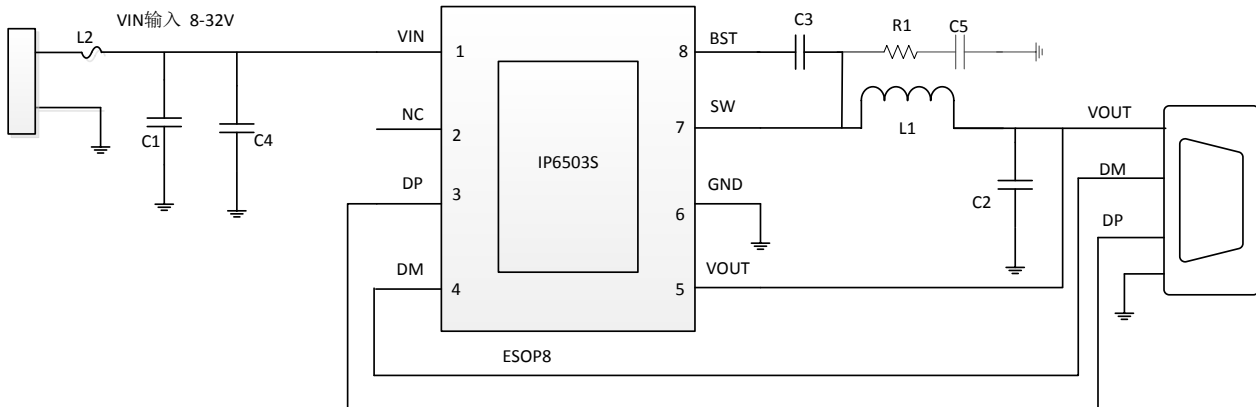 VIN输入 8-32V
L2
C1
C4
VIN
1
NC
2
DP
3
DM
4
IP6503S
ESOP8
8
BST
7
SW
6
GND
5
VOUT
C3
R1
C5
L1
C2
VOUT
DM
DP